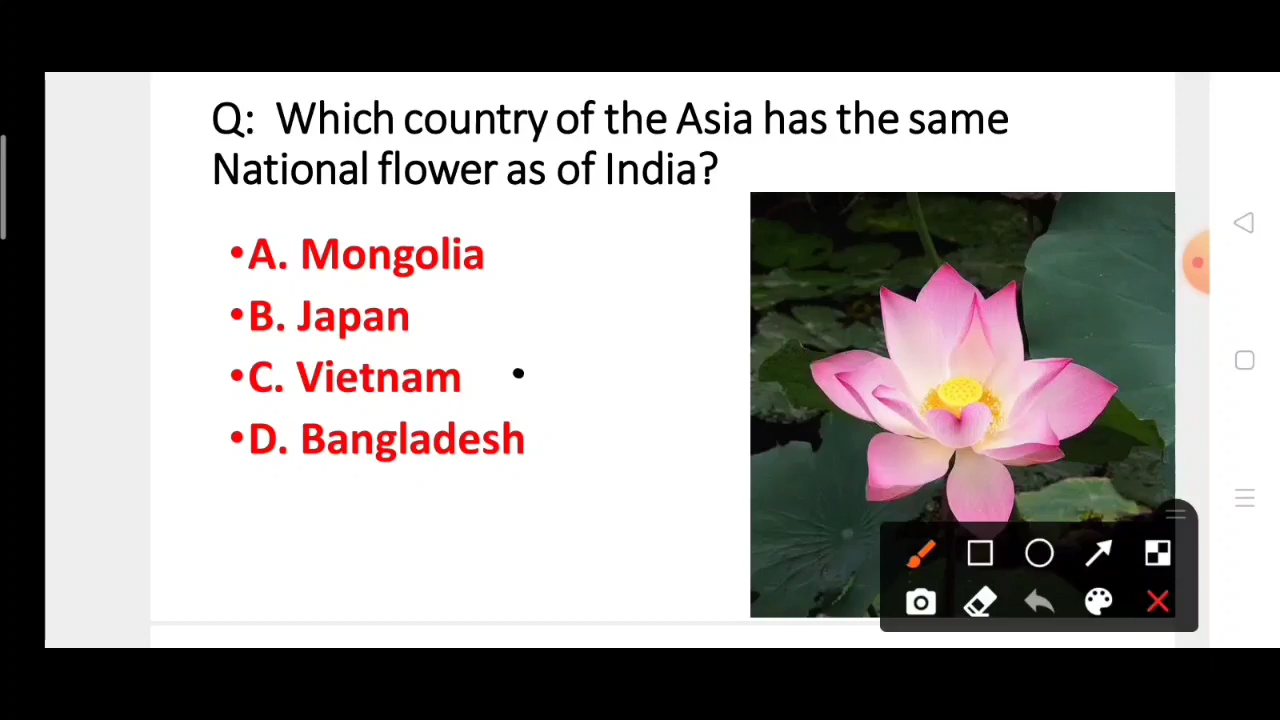 Q: Which country of the Asia has the same
National flower as of India?
•A. Mongolia
•B. Japan
•C. Vietnam
•D. Bangladesh